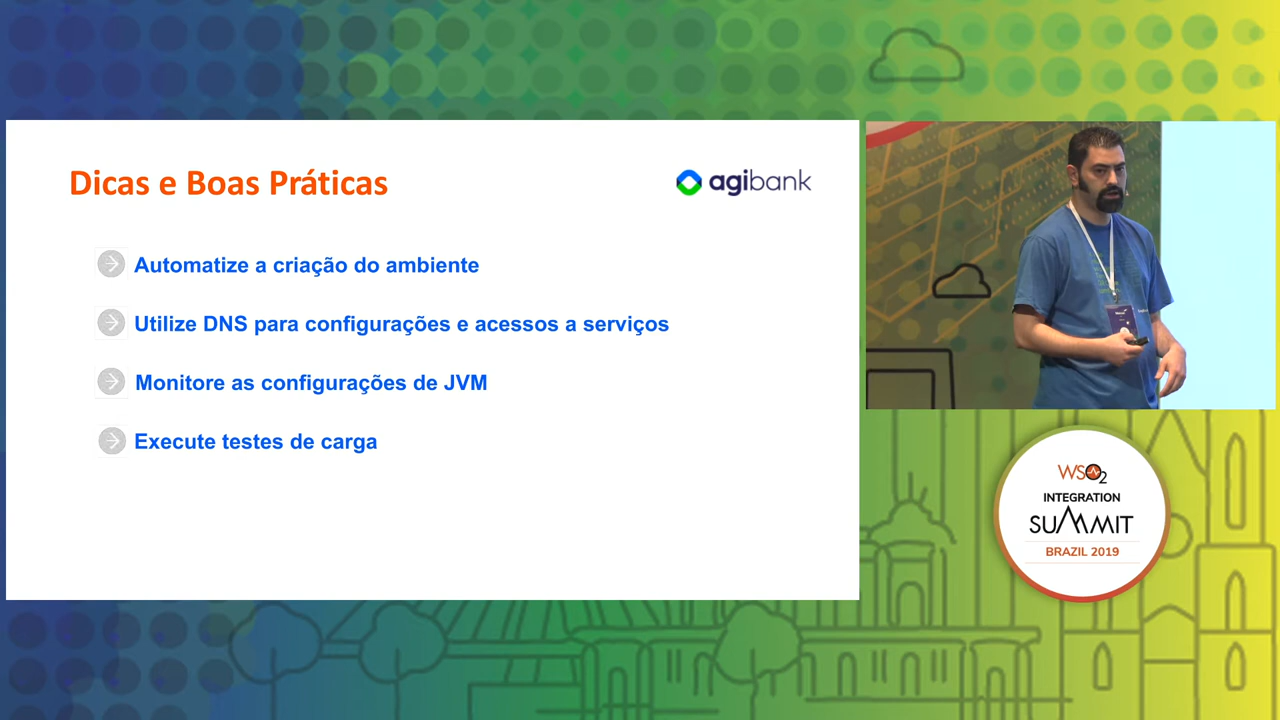 Dicas e Boas Práticas
agibank
Automatize a criação do ambiente
Utilize DNS para configurações e acessos a serviços
Monitore as configurações de JVM
Execute testes de carga
WSO2
INTEGRATION
SUMMIT
BRAZIL 2019